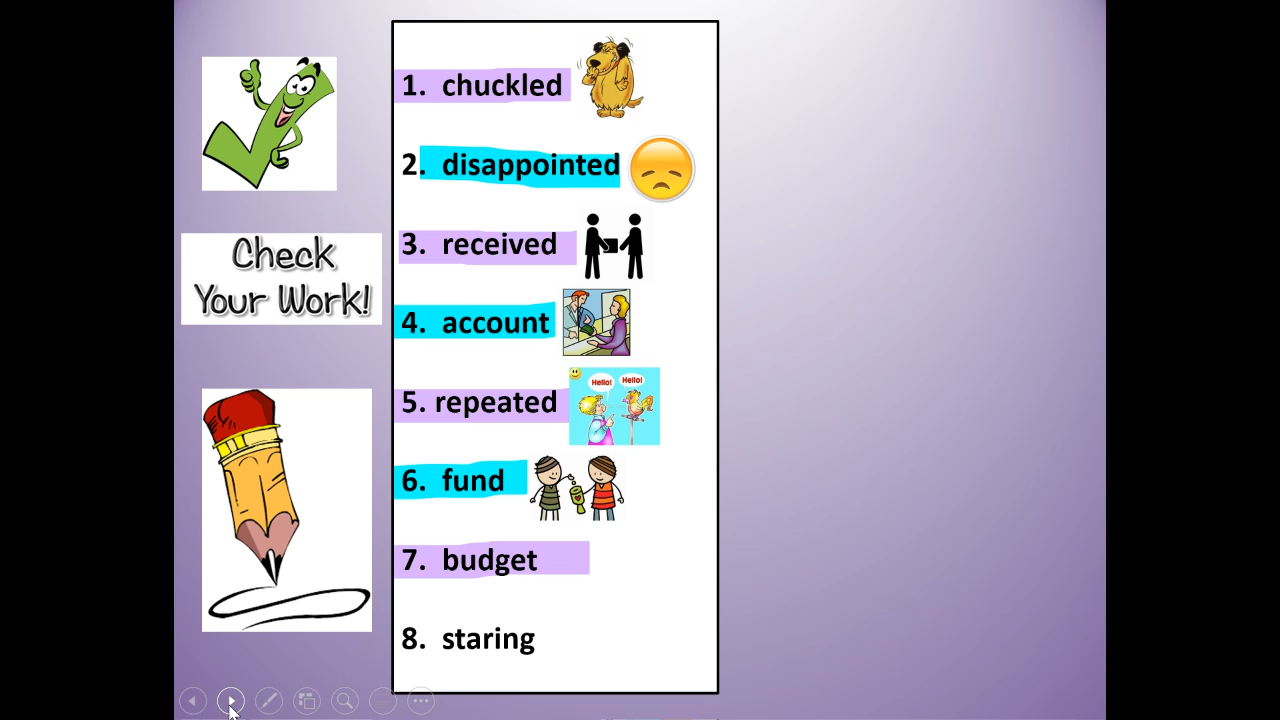 Check
Your Work!
1. chuckled
2. disappointed
3. received
4. account
Hello! Hello!
5. repeated
6. fund
7. budget
8. staring